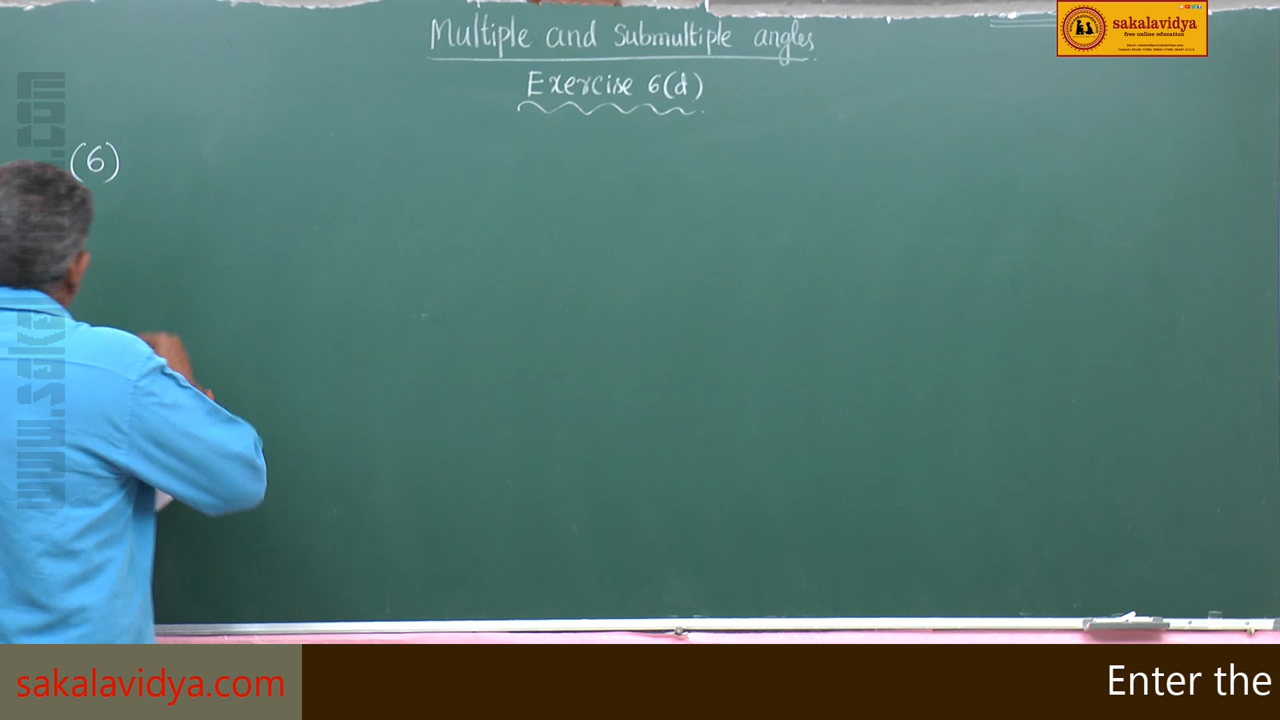 Multiple and Submultiple angles
Exercise 6(d)
(6)
sakalavidya
free online education
sakalavidya.com
Enter the